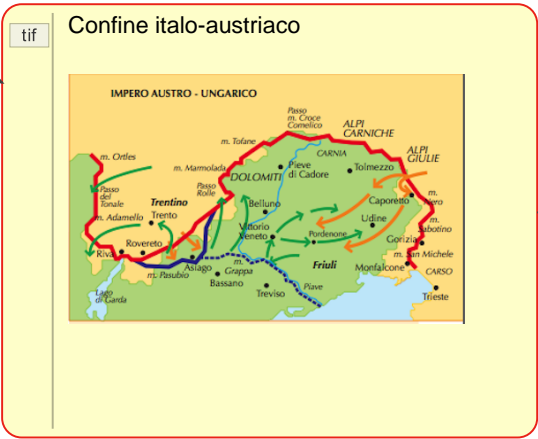 tif
Confine italo-austriaco
IMPERO AUSTRO - UNGARICO
Passo
m. Croce
Comelico
ALPI
CARNICHE
m. Tofane
CARNIA
ALPI
GIULIE
m. Ortles
m. Marmolada
DOLOMITI
Pieve
di Cadore
Tolmezzo
Passo
del
Tonale
Trentino
Passo
Rolle
Belluno
Caporetto
m.
Nero
m. Adamello
Trento
Vittorio
Veneto
Pordenone
Udine
m.
Sabotino
Rovereto
Gorizia
Riva
Asiago
m.
Grappa
Friuli
m. San Michele
m. Pasubio
Bassano
Monfalcone
CARSO
Lago
di Garda
Treviso
Piave
Trieste